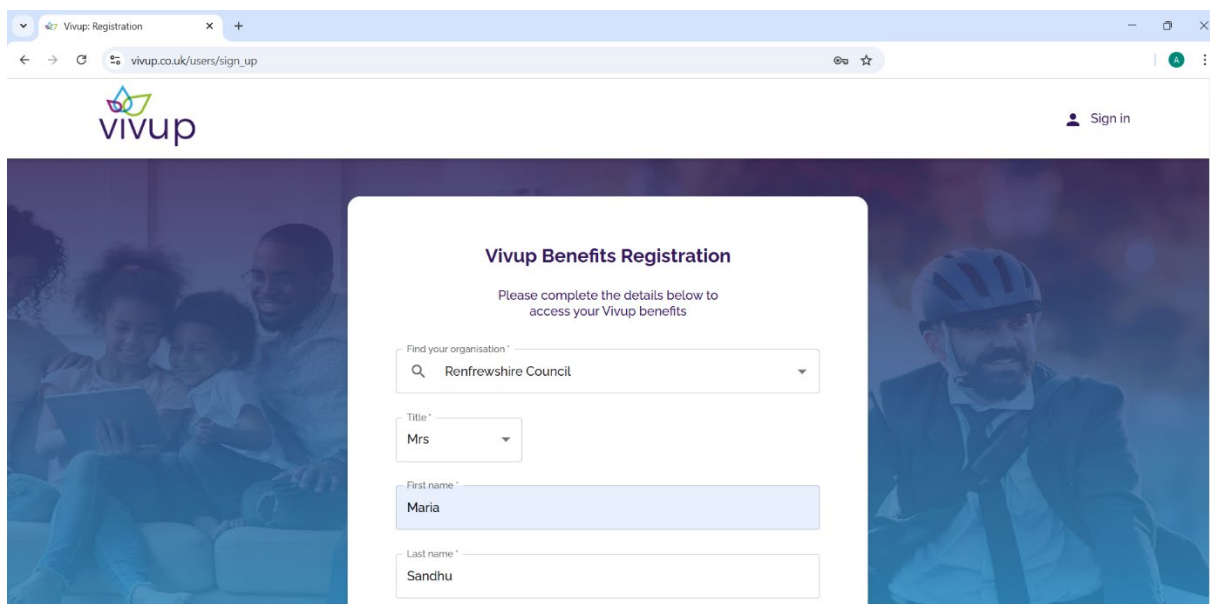 Vivup: Registration
vivup.co.uk/users/sign_up
A
vivup
Sign in
Vivup Benefits Registration
Please complete the details below to
access your Vivup benefits
Find your organisation *
Renfrewshire Council
Title *
Mrs
First name *
Maria
Last name *
Sandhu